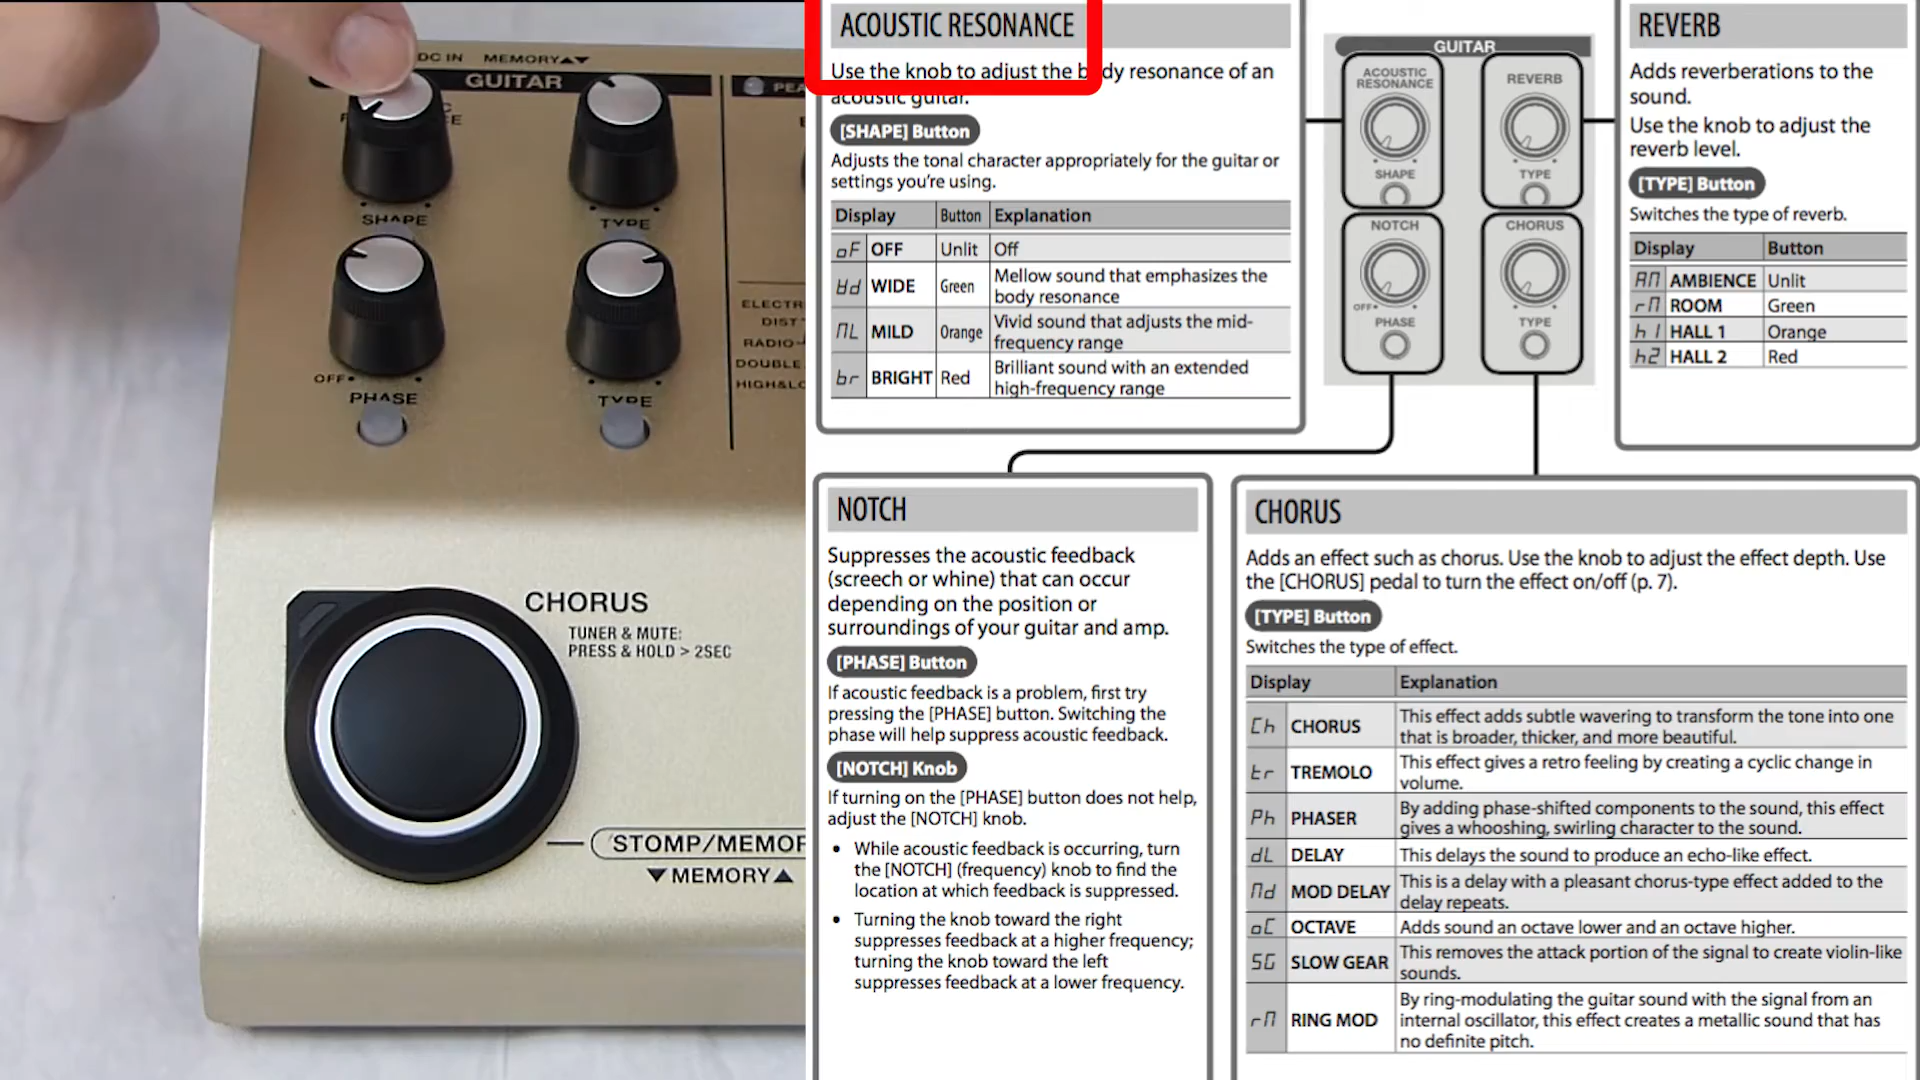 DC IN MEMORY▲▼
GUITAR
PEA
SHAPE
TYPE
ELECTR
DIST
RADIO
DOUBLE
HIGH&LO
OFF
PHASE
TYPE
CHORUS
TUNER & MUTE:
PRESS & HOLD > 2SEC
STOMP/MEMOR
▼MEMORY▲
ACOUSTIC RESONANCE
Use the knob to adjust the body resonance of an
acoustic guitar.
[SHAPE] Button
Adjusts the tonal character appropriately for the guitar or
settings you're using.
Display Button Explanation
oF OFF Unlit Off
Wd WIDE Green Mellow sound that emphasizes the
body resonance
ML MILD Orange Vivid sound that adjusts the mid-
frequency range
br BRIGHT Red Brilliant sound with an extended
high-frequency range
GUITAR
ACOUSTIC
RESONANCE
REVERB
SHAPE
TYPE
NOTCH
CHORUS
OFF
PHASE
TYPE
REVERB
Adds reverberations to the
sound.
Use the knob to adjust the
reverb level.
[TYPE] Button
Switches the type of reverb.
Display Button
AM AMBIENCE Unlit
rM ROOM Green
h1 HALL 1 Orange
h2 HALL 2 Red
NOTCH
Suppresses the acoustic feedback
(screech or whine) that can occur
depending on the position or
surroundings of your guitar and amp.
[PHASE] Button
If acoustic feedback is a problem, first try
pressing the [PHASE] button. Switching the
phase will help suppress acoustic feedback.
[NOTCH] Knob
If turning on the [PHASE] button does not help,
adjust the [NOTCH] knob.
• While acoustic feedback is occurring, turn
the [NOTCH] (frequency) knob to find the
location at which feedback is suppressed.
• Turning the knob toward the right
suppresses feedback at a higher frequency;
turning the knob toward the left
suppresses feedback at a lower frequency.
CHORUS
Adds an effect such as chorus. Use the knob to adjust the effect depth. Use
the [CHORUS] pedal to turn the effect on/off (p. 7).
[TYPE] Button
Switches the type of effect.
Display Explanation
Ch CHORUS This effect adds subtle wavering to transform the tone into one
that is broader, thicker, and more beautiful.
tr TREMOLO This effect gives a retro feeling by creating a cyclic change in
volume.
Ph PHASER By adding phase-shifted components to the sound, this effect
gives a whooshing, swirling character to the sound.
dL DELAY This delays the sound to produce an echo-like effect.
Md MOD DELAY This is a delay with a pleasant chorus-type effect added to the
delay repeats.
oC OCTAVE Adds sound an octave lower and an octave higher.
SG SLOW GEAR This removes the attack portion of the signal to create violin-like
sounds.
rM RING MOD By ring-modulating the guitar sound with the signal from an
internal oscillator, this effect creates a metallic sound that has
no definite pitch.